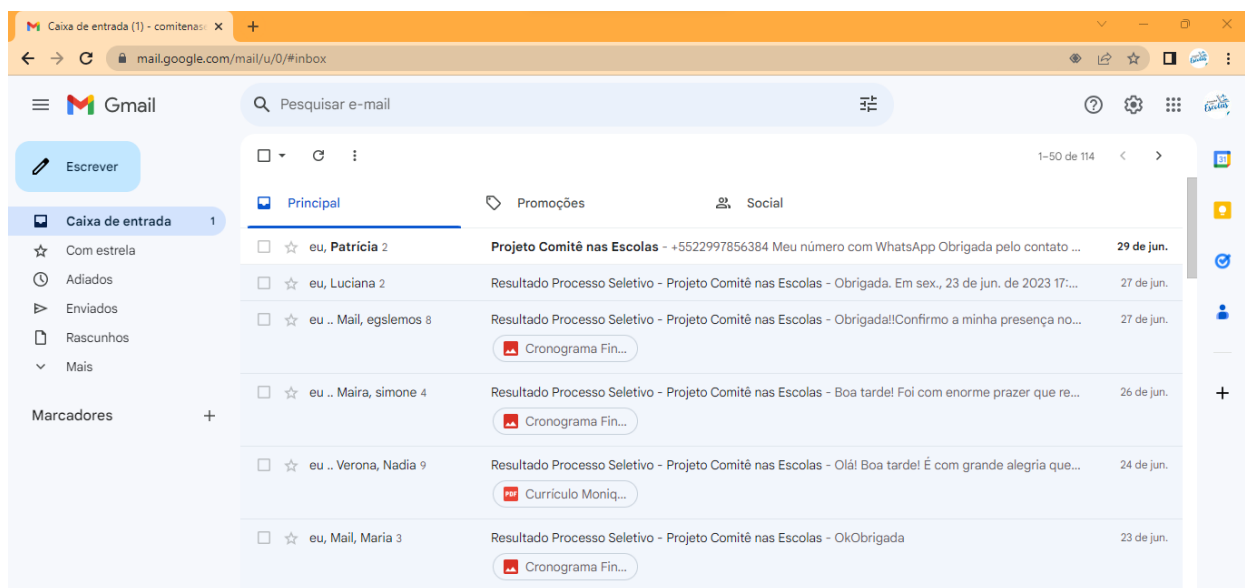 Caixa de entrada (1) - comitenas
mail.google.com/mail/u/0/#inbox
Gmail
Pesquisar e-mail
Escrever
1–50 de 114
31
Principal
Promoções
Social
Caixa de entrada 1
Com estrela
Adiados
Enviados
Rascunhos
Mais
Marcadores
eu, Patrícia 2 Projeto Comitê nas Escolas - +5522997856384 Meu número com WhatsApp Obrigada pelo contato ... 29 de jun.
eu, Luciana 2 Resultado Processo Seletivo - Projeto Comitê nas Escolas - Obrigada. Em sex., 23 de jun. de 2023 17:... 27 de jun.
eu .. Mail, egslemos 8 Resultado Processo Seletivo - Projeto Comitê nas Escolas - Obrigada!!Confirmo a minha presença no... 27 de jun.
Cronograma Fin...
eu .. Maira, simone 4 Resultado Processo Seletivo - Projeto Comitê nas Escolas - Boa tarde! Foi com enorme prazer que re... 26 de jun.
Cronograma Fin...
eu .. Verona, Nadia 9 Resultado Processo Seletivo - Projeto Comitê nas Escolas - Olá! Boa tarde! É com grande alegria que... 24 de jun.
PDF Currículo Moniq...
eu, Mail, Maria 3 Resultado Processo Seletivo - Projeto Comitê nas Escolas - OkObrigada 23 de jun.
Cronograma Fin...